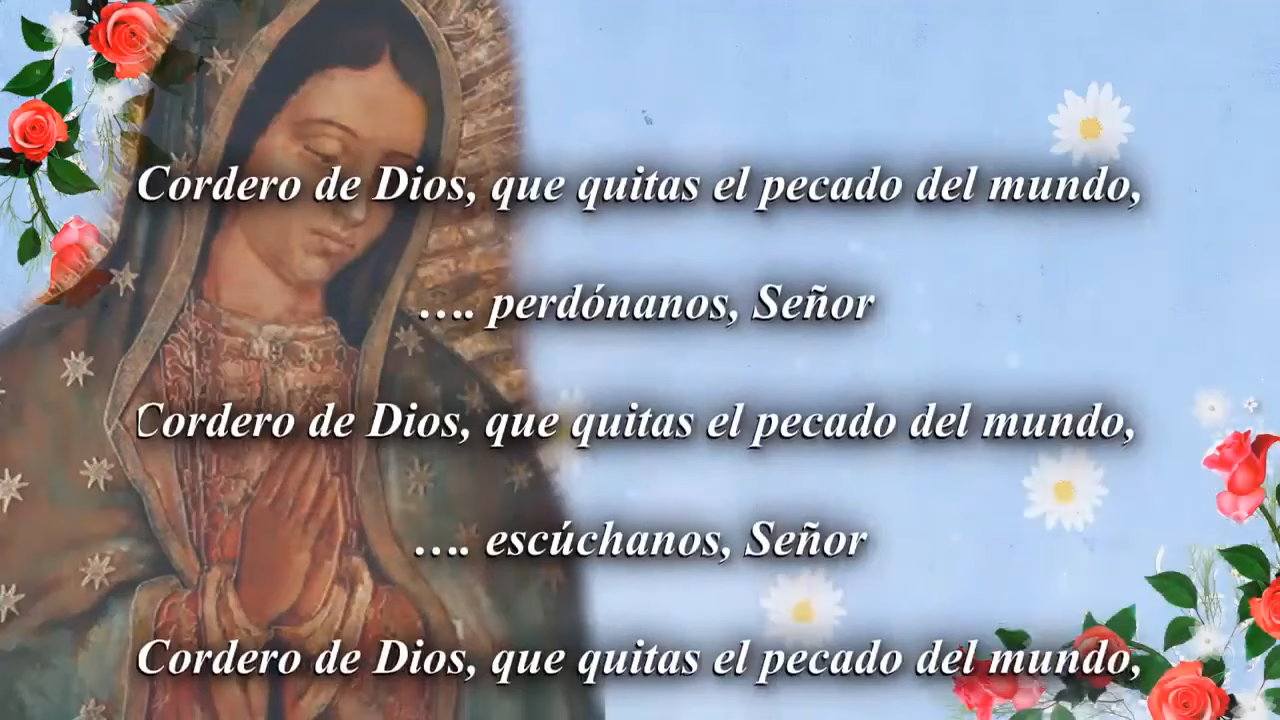 Cordero de Dios, que quitas el pecado del mundo,
…. perdónanos, Señor
Cordero de Dios, que quitas el pecado del mundo,
…. escúchanos, Señor
Cordero de Dios, que quitas el pecado del mundo,